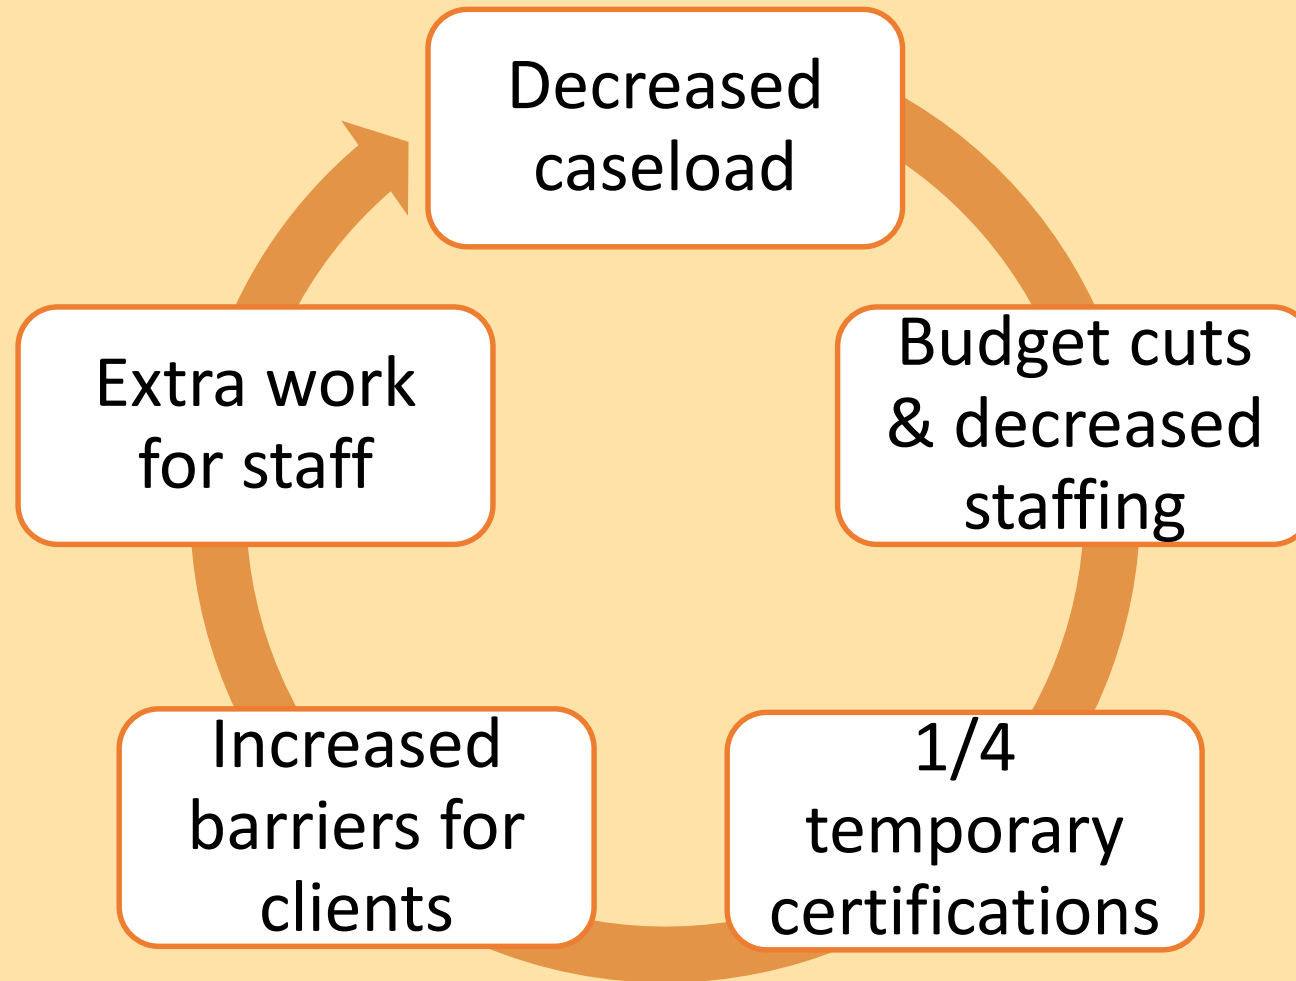 Decreased
caseload
Budget cuts
& decreased
staffing
1/4
temporary
certifications
Increased
barriers for
clients
Extra work
for staff